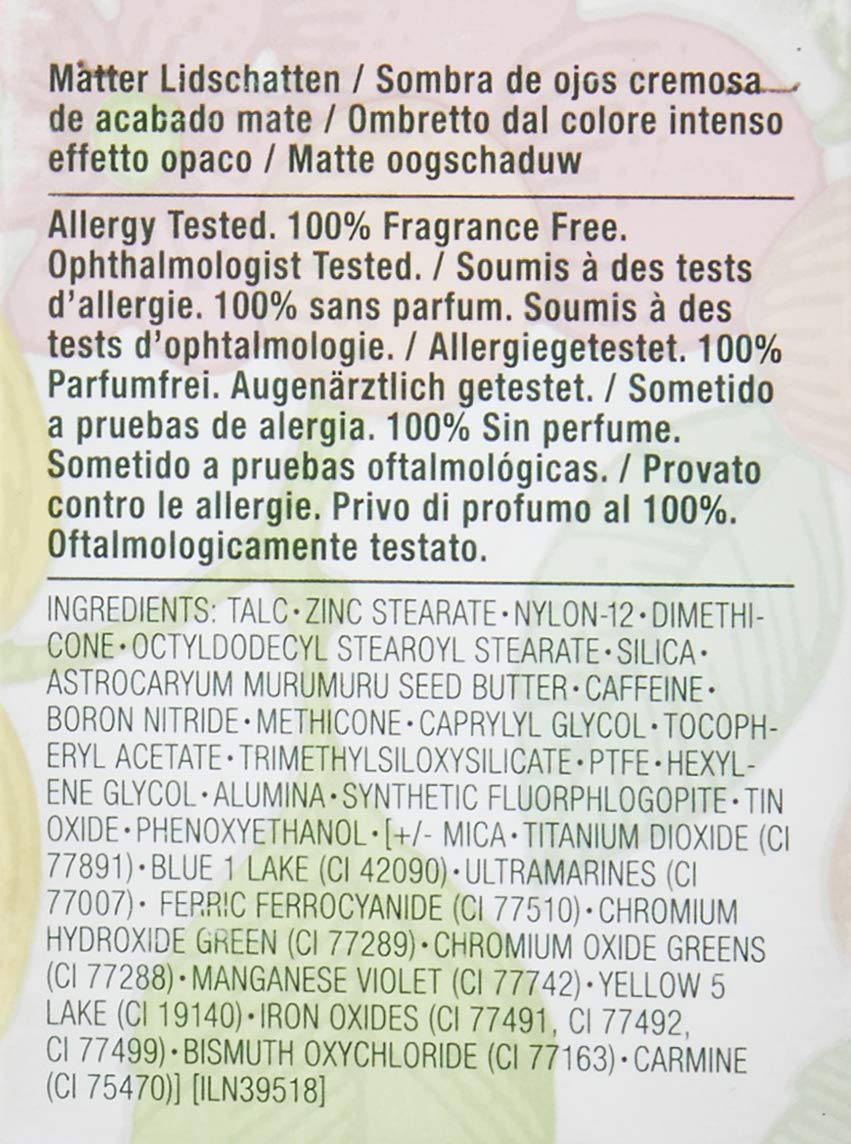 Matter Lidschatten / Sombra de ojos cremosa
de acabado mate / Ombretto dal colore intenso
effetto opaco / Matte oogschaduw
Allergy Tested. 100% Fragrance Free.
Ophthalmologist Tested. / Soumis à des tests
d'allergie. 100% sans parfum. Soumis à des
tests d'ophtalmologie. / Allergiegetestet. 100%
Parfumfrei. Augenärztlich getestet. / Sometido
a pruebas de alergia. 100% Sin perfume.
Sometido a pruebas oftalmológicas. / Provato
contro le allergie. Privo di profumo al 100%.
Oftalmologicamente testato.
INGREDIENTS: TALC•ZINC STEARATE•NYLON-12•DIMETHI-
CONE•OCTYLDODECYL STEAROYL STEARATE•SILICA•
ASTROCARYUM MURUMURU SEED BUTTER•CAFFEINE•
BORON NITRIDE•METHICONE•CAPRYLYL GLYCOL•TOCOPH-
ERYL ACETATE•TRIMETHYLSILOXYSILICATE•PTFE•HEXYL-
ENE GLYCOL•ALUMINA•SYNTHETIC FLUORPHLOGOPITE•TIN
OXIDE•PHENOXYETHANOL•[+/- MICA•TITANIUM DIOXIDE (CI
77891)•BLUE 1 LAKE (CI 42090)•ULTRAMARINES (CI
77007)• FERRIC FERROCYANIDE (CI 77510)•CHROMIUM
HYDROXIDE GREEN (CI 77289)•CHROMIUM OXIDE GREENS
(CI 77288)•MANGANESE VIOLET (CI 77742)•YELLOW 5
LAKE (CI 19140)•IRON OXIDES (CI 77491, CI 77492,
CI 77499)•BISMUTH OXYCHLORIDE (CI 77163)•CARMINE
(CI 75470)] [ILN39518]